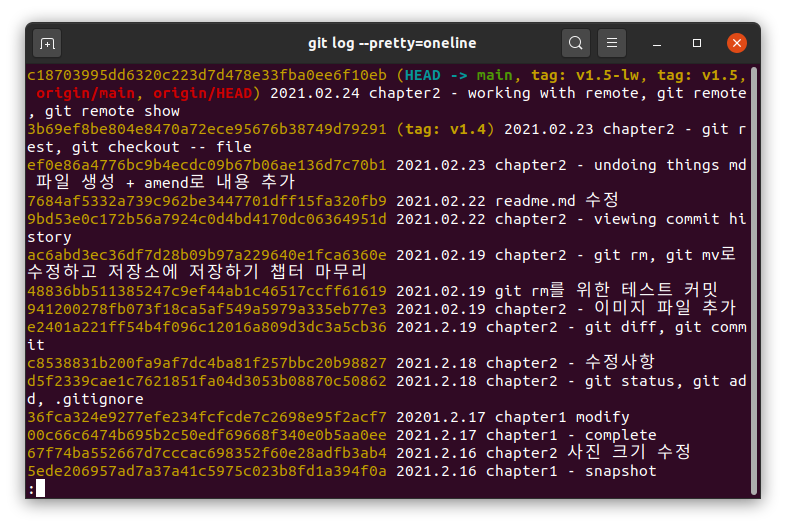 git log --pretty=oneline
c18703995dd6320c223d7d478e33fba0ee6f10eb (HEAD -> main, tag: v1.5-lw, tag: v1.5,
 origin/main, origin/HEAD) 2021.02.24 chapter2 - working with remote, git remote
, git remote show
3b69ef8be804e8470a72ece95676b38749d79291 (tag: v1.4) 2021.02.23 chapter2 - git r
est, git checkout -- file
ef0e86a4776bc9b4ecdc09b67b06ae136d7c70b1 2021.02.23 chapter2 - undoing things md
 파일 생성 + amend로 내용 추가
7684af5332a739c962be3447701dff15fa320fb9 2021.02.22 readme.md 수정
9bd53e0c172b56a7924c0d4bd4170dc06364951d 2021.02.22 chapter2 - viewing commit hi
story
ac6abd3ec36df7d28b09b97a229640e1fca6360e 2021.02.19 chapter2 - git rm, git mv로
수정하고 저장소에 저장하기 챕터 마무리
48836bb511385247c9ef44ab1c46517ccff61619 2021.02.19 git rm를 위한 테스트 커밋
941200278fb073f18ca5af549a5979a335eb77e3 2021.02.19 chapter2 - 이미지 파일 추가
e2401a221ff54b4f096c12016a809d3dc3a5cb36 2021.2.19 chapter2 - git diff, git comm
it
c8538831b200fa9af7dc4ba81f257bbc20b98827 2021.2.18 chapter2 - 수정사항
d5f2339cae1c7621851fa04d3053b08870c50862 2021.2.18 chapter2 - git status, git ad
d, .gitignore
36fca324e9277efe234fcfcde7c2698e95f2acf7 20201.2.17 chapter1 modify
00c66c6474b695b2c50edf69668f340e0b5aa0ee 2021.2.17 chapter1 - complete
67f74ba552667d7cccac698352f60e28adfb3ab4 2021.2.16 chapter2 사진 크기 수정
5ede206957ad7a37a41c5975c023b8fd1a394f0a 2021.2.16 chapter1 - snapshot
: